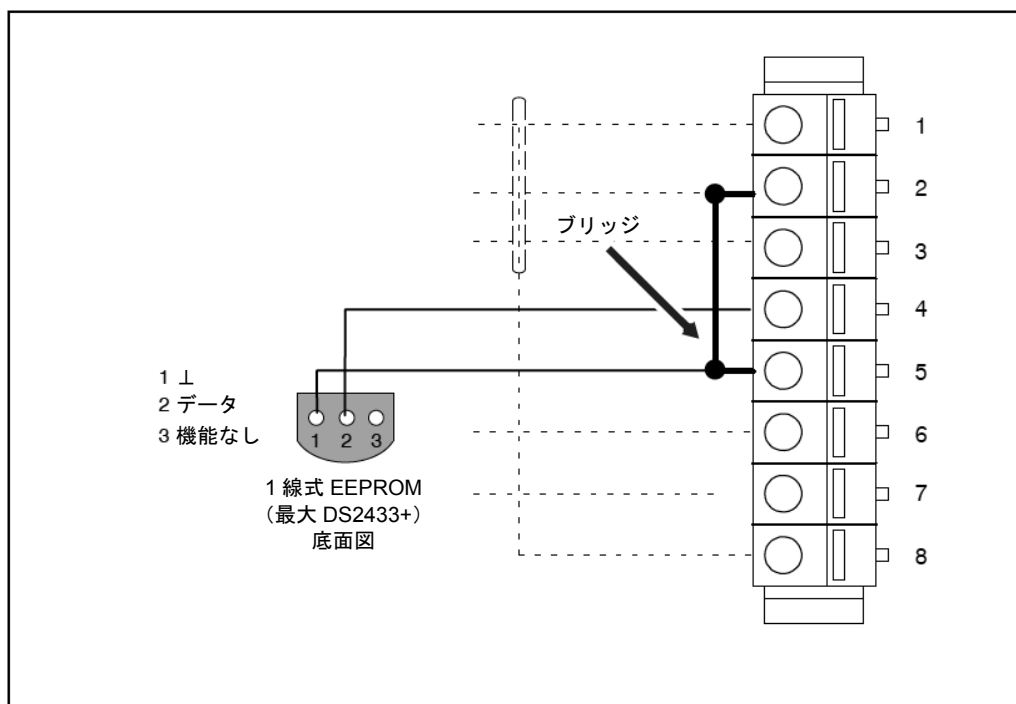 1
2
3
4
5
6
7
8
ブリッジ
1 ⊥
2 データ
3 機能なし
1 2 3
1 線式 EEPROM
（最大 DS2433+）
底面図